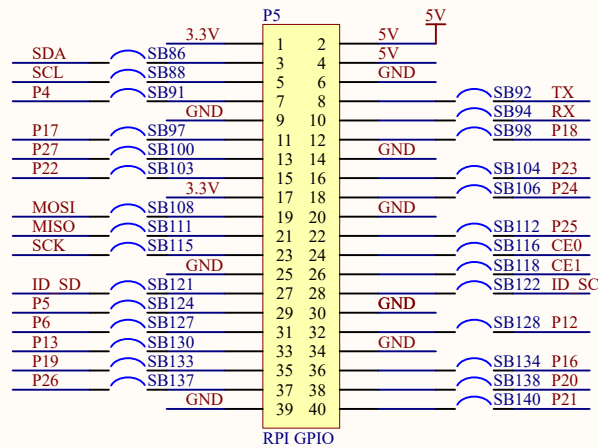 P5 5V
3.3V 1 2 5V
SDA SB86 3 4 5V
SCL SB88 5 6 GND
P4 SB91 7 8 SB92 TX
GND 9 10 SB94 RX
P17 SB97 11 12 SB98 P18
P27 SB100 13 14 GND
P22 SB103 15 16 SB104 P23
3.3V 17 18 SB106 P24
MOSI SB108 19 20 GND
MISO SB111 21 22 SB112 P25
SCK SB115 23 24 SB116 CE0
GND 25 26 SB118 CE1
ID SD SB121 27 28 SB122 ID SC
P5 SB124 29 30 GND
P6 SB127 31 32 SB128 P12
P13 SB130 33 34 GND
P19 SB133 35 36 SB134 P16
P26 SB137 37 38 SB138 P20
GND 39 40 SB140 P21
RPI GPIO